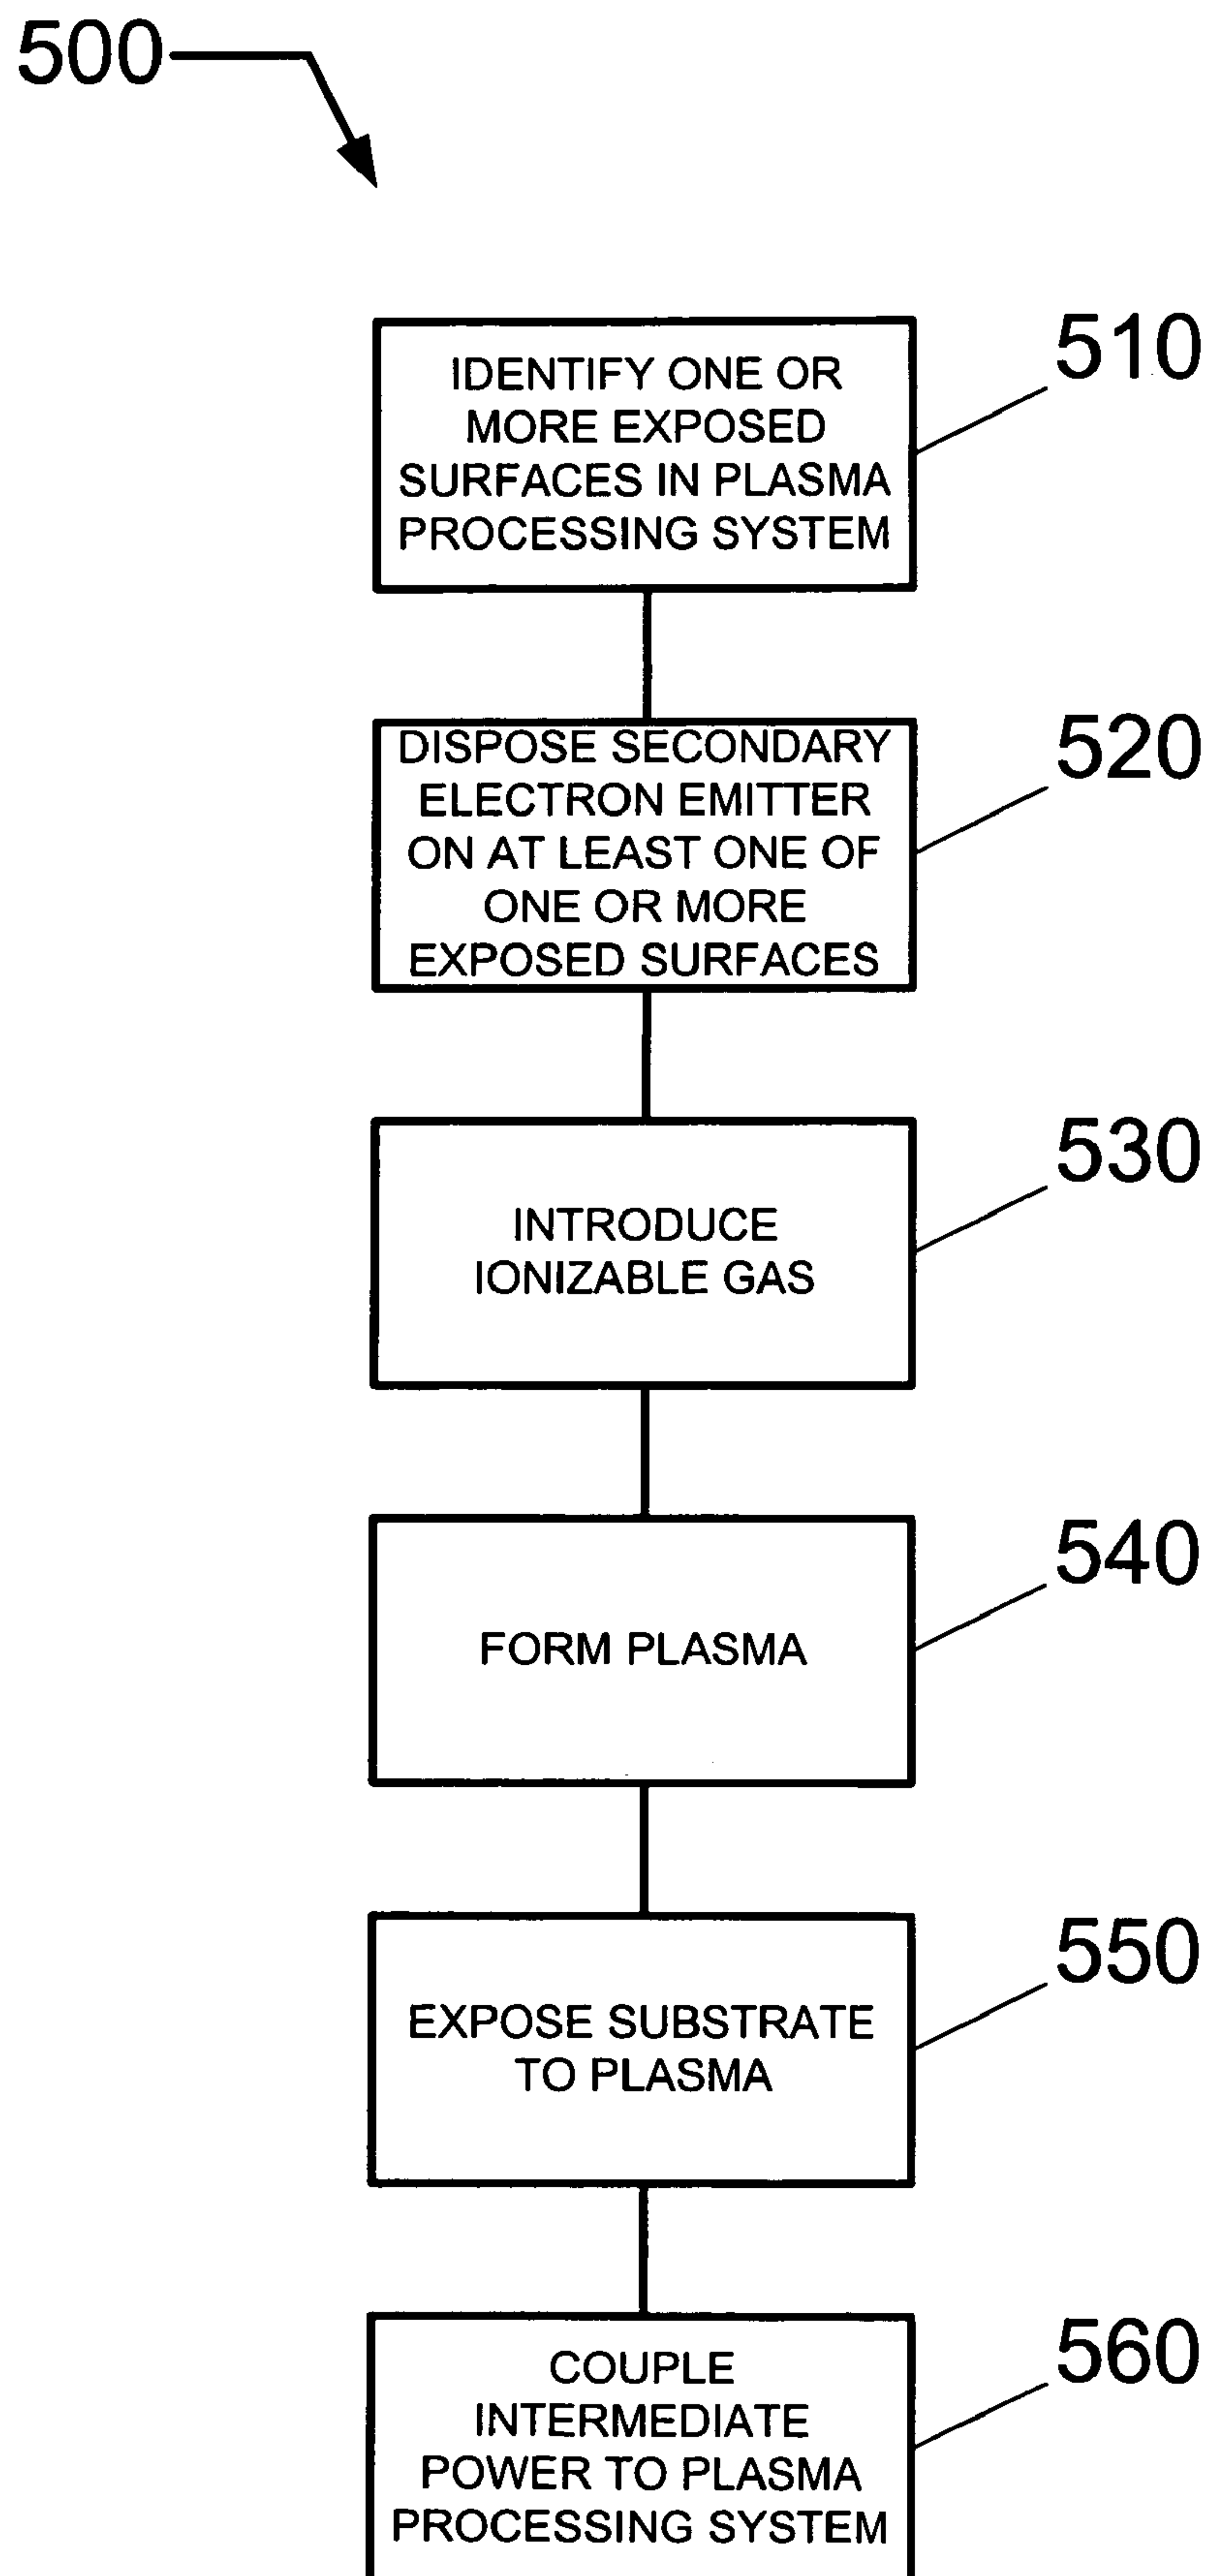 500
510
IDENTIFY ONE OR
MORE EXPOSED
SURFACES IN PLASMA
PROCESSING SYSTEM
520
DISPOSE SECONDARY
ELECTRON EMITTER
ON AT LEAST ONE OF
ONE OR MORE
EXPOSED SURFACES
530
INTRODUCE
IONIZABLE GAS
540
FORM PLASMA
550
EXPOSE SUBSTRATE
TO PLASMA
560
COUPLE
INTERMEDIATE
POWER TO PLASMA
PROCESSING SYSTEM